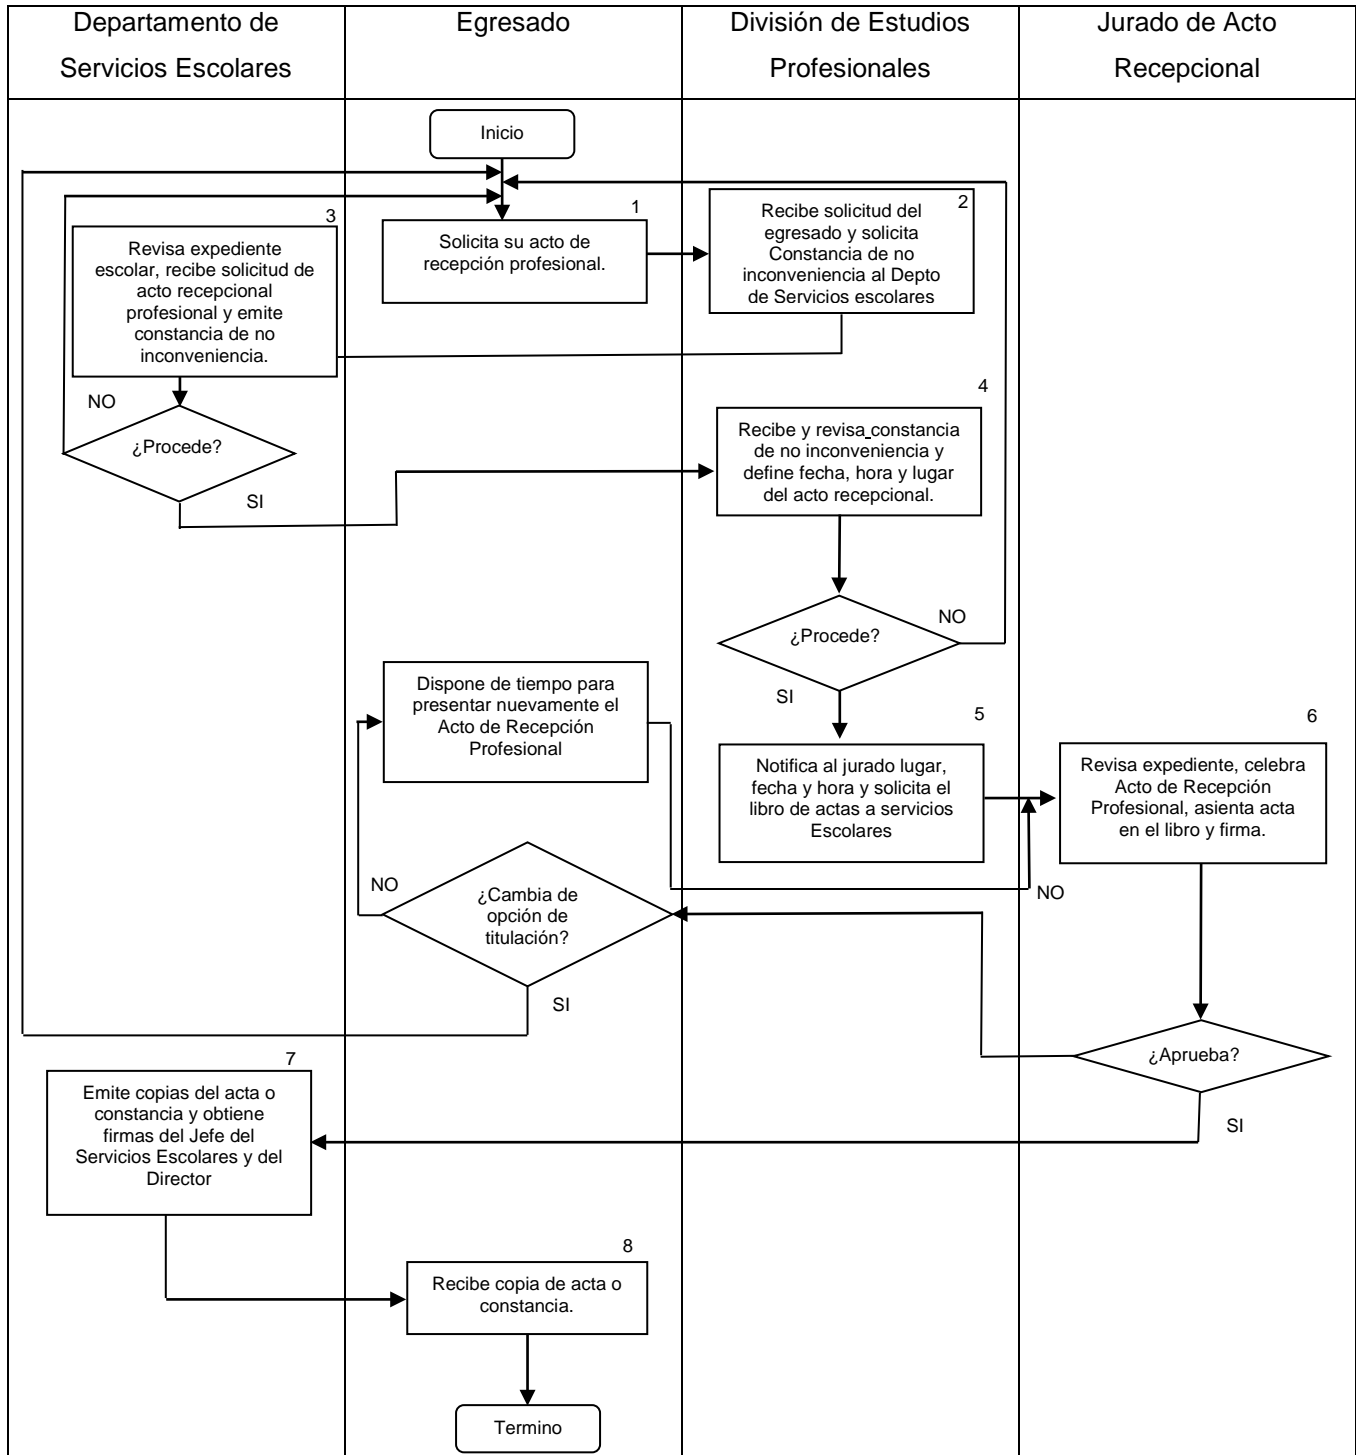 Departamento de
Servicios Escolares
Egresado
División de Estudios
Profesionales
Jurado de Acto
Recepcional
Inicio
1
Solicita su acto de
recepción profesional.
2
Recibe solicitud del
egresado y solicita
Constancia de no
inconveniencia al Depto
de Servicios escolares
3
Revisa expediente
escolar, recibe solicitud de
acto recepcional
profesional y emite
constancia de no
inconveniencia.
NO
¿Procede?
SI
4
Recibe y revisa constancia
de no inconveniencia y
define fecha, hora y lugar
del acto recepcional.
¿Procede?
NO
SI
Dispone de tiempo para
presentar nuevamente el
Acto de Recepción
Profesional
5
Notifica al jurado lugar,
fecha y hora y solicita el
libro de actas a servicios
Escolares
6
Revisa expediente, celebra
Acto de Recepción
Profesional, asienta acta
en el libro y firma.
NO
¿Cambia de
opción de
titulación?
NO
SI
¿Aprueba?
SI
7
Emite copias del acta o
constancia y obtiene
firmas del Jefe del
Servicios Escolares y del
Director
8
Recibe copia de acta o
constancia.
Termino